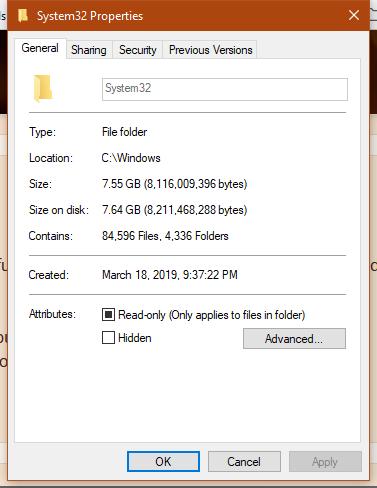 System32 Properties
General Sharing Security Previous Versions
System32
Type: File folder
Location: C:\Windows
Size: 7.55 GB (8,116,009,396 bytes)
Size on disk: 7.64 GB (8,211,468,288 bytes)
Contains: 84,596 Files, 4,336 Folders
Created: March 18, 2019, 9:37:22 PM
Attributes: Read-only (Only applies to files in folder)
Hidden Advanced...
OK Cancel Apply